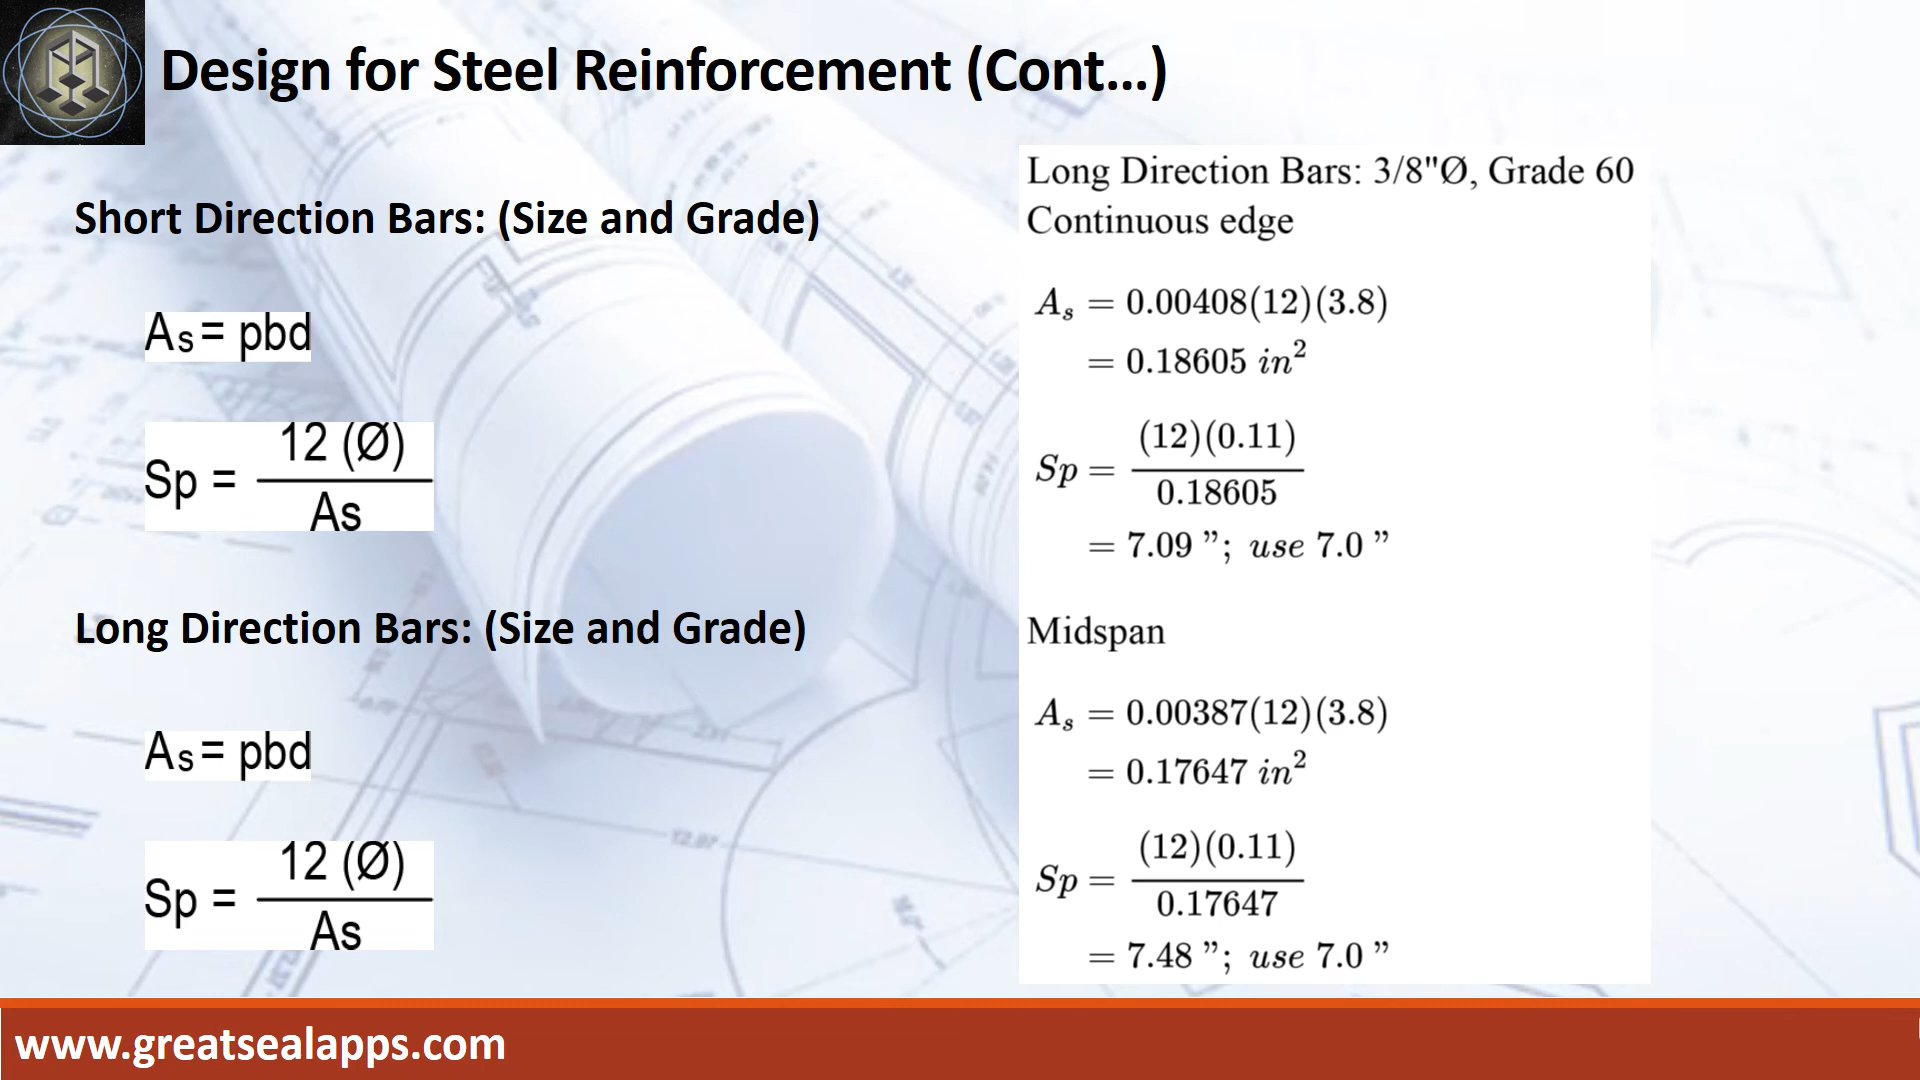 Design for Steel Reinforcement (Cont...)
Short Direction Bars: (Size and Grade)
As = pbd
Sp = 12 (Ø) / As
Long Direction Bars: (Size and Grade)
As = pbd
Sp = 12 (Ø) / As
Long Direction Bars: 3/8"Ø, Grade 60
Continuous edge
As = 0.00408(12)(3.8)
= 0.18605 in²
Sp = (12)(0.11) / 0.18605
= 7.09 ”; use 7.0 ”
Midspan
As = 0.00387(12)(3.8)
= 0.17647 in²
Sp = (12)(0.11) / 0.17647
= 7.48 ”; use 7.0 ”
www.greatsealapps.com